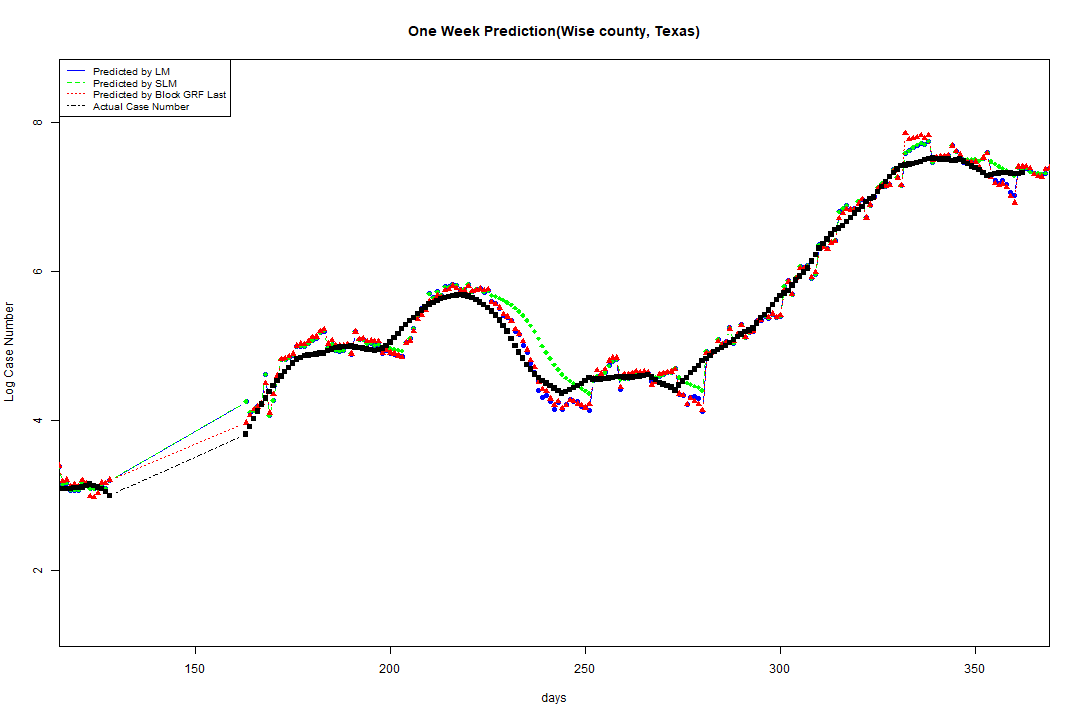 One Week Prediction(Wise county, Texas)
Predicted by LM
Predicted by SLM
Predicted by Block GRF Last
Actual Case Number
8
6
4
2
Log Case Number
150 200 250 300 350
days